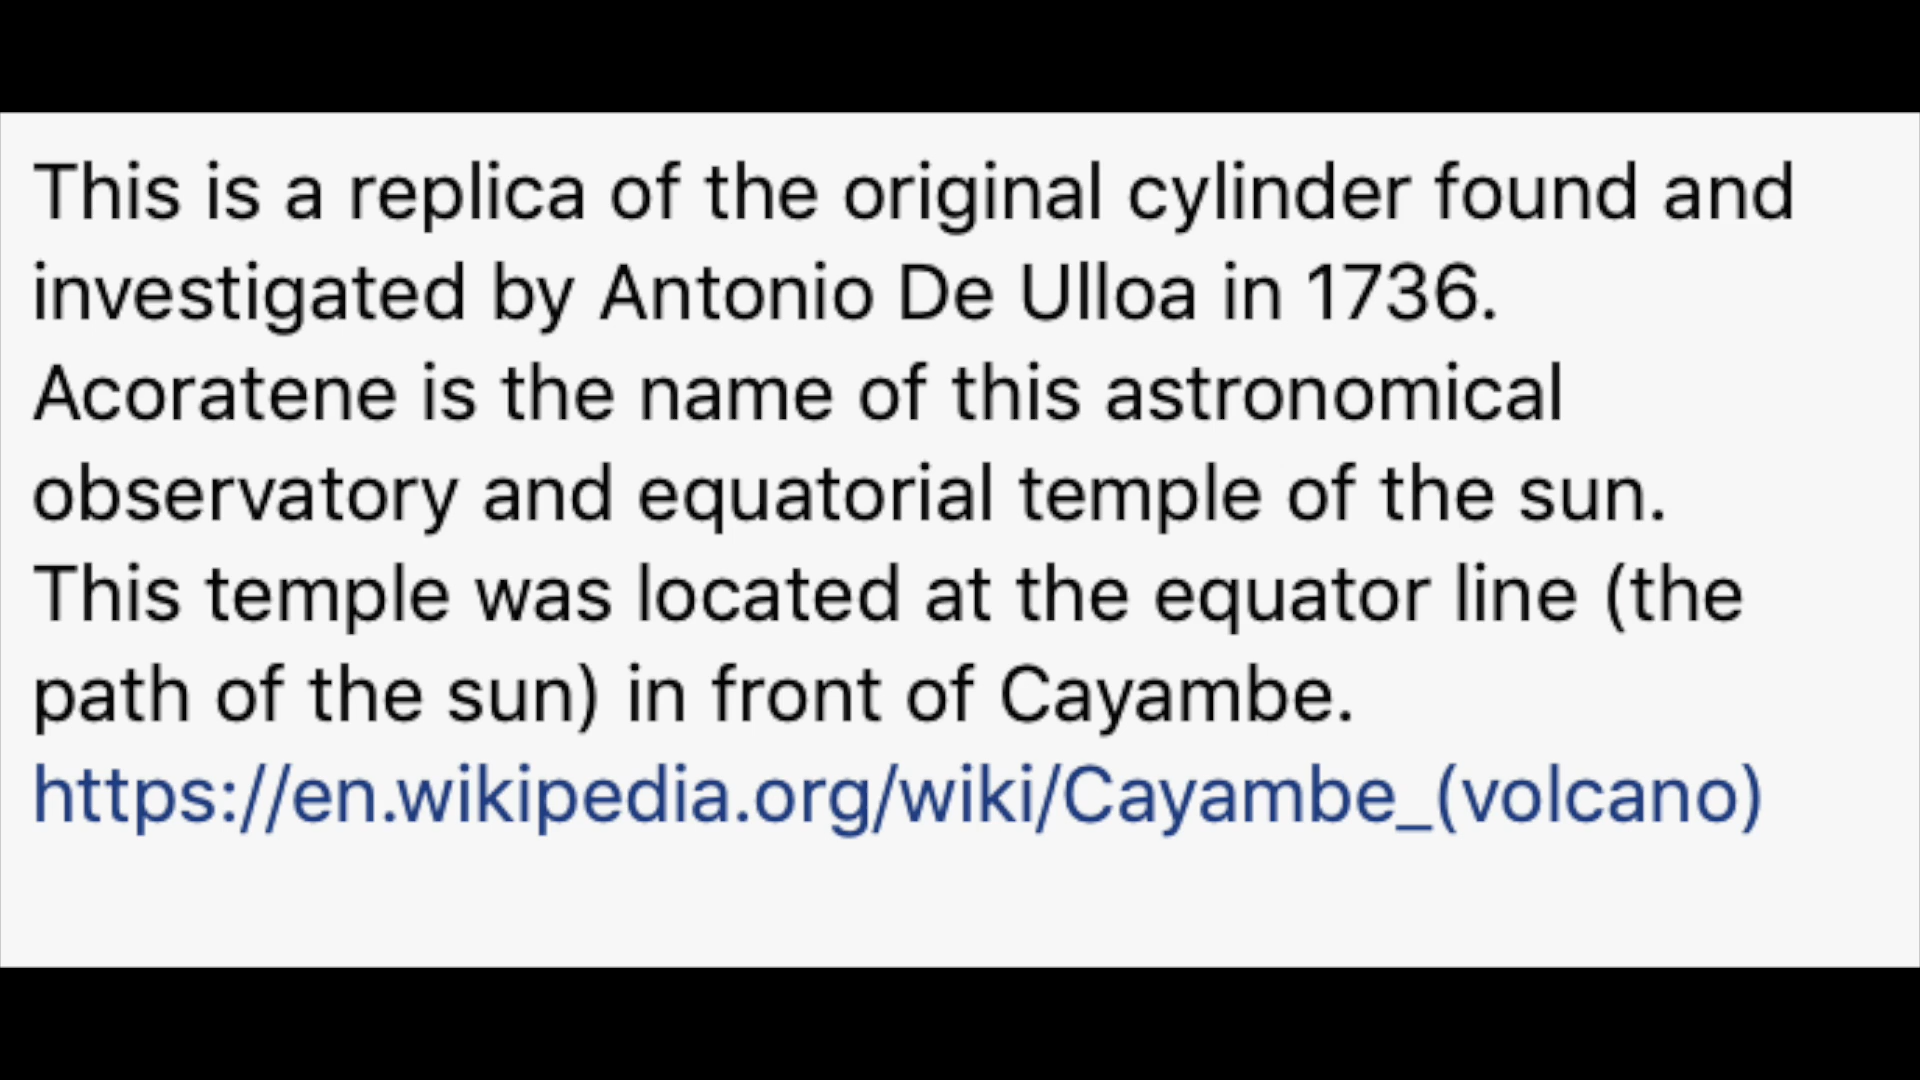 This is a replica of the original cylinder found and
investigated by Antonio De Ulloa in 1736.
Acoratene is the name of this astronomical
observatory and equatorial temple of the sun.
This temple was located at the equator line (the
path of the sun) in front of Cayambe.
https://en.wikipedia.org/wiki/Cayambe_(volcano)